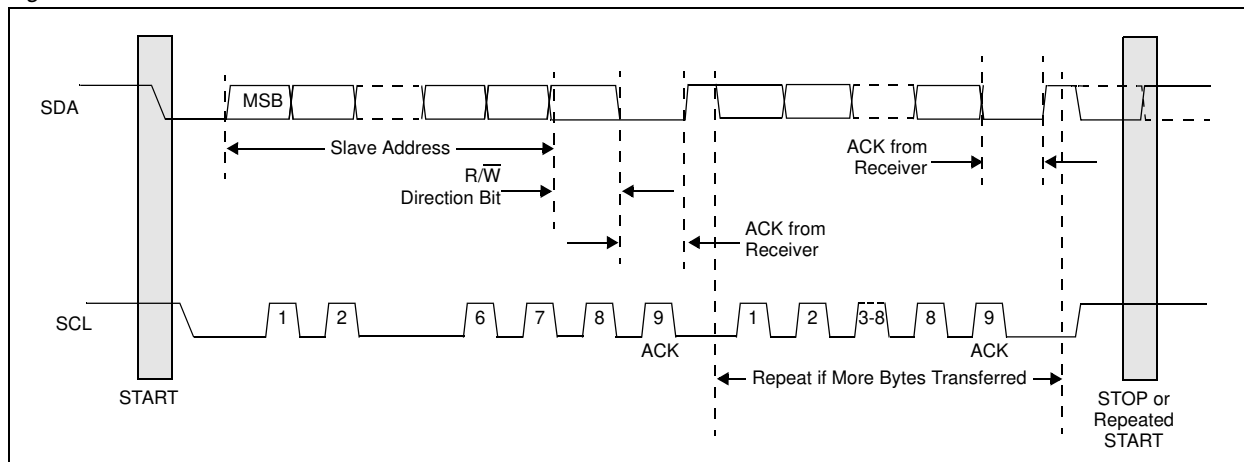 SDA
MSB
Slave Address
R/W
Direction Bit
ACK from
Receiver
ACK from
Receiver
SCL
1
2
6
7
8
9
1
2
3-8
8
9
ACK
ACK
Repeat if More Bytes Transferred
START
STOP or
Repeated
START